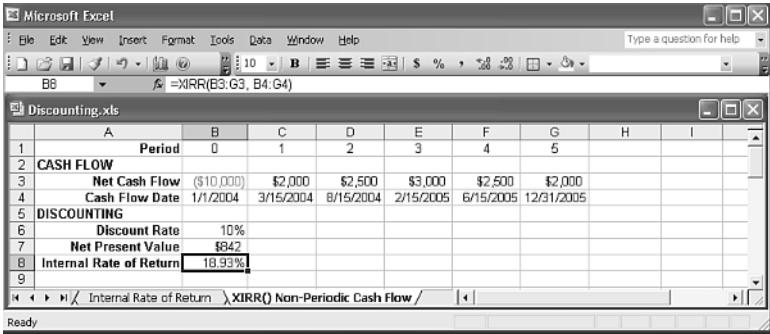 Microsoft Excel
File Edit View Insert Format Tools Data Window Help Type a question for help
10 B $ % ,
B8 fx =XIRR(B3:G3, B4:G4)
Discounting.xls
A B C D E F G H I
1 Period 0 1 2 3 4 5
2 CASH FLOW
3 Net Cash Flow ($10,000) $2,000 $2,500 $3,000 $2,500 $2,000
4 Cash Flow Date 1/1/2004 3/15/2004 8/15/2004 2/15/2005 6/15/2005 12/31/2005
5 DISCOUNTING
6 Discount Rate 10%
7 Net Present Value $842
8 Internal Rate of Return 18.93%
9
Internal Rate of Return XIRR() Non-Periodic Cash Flow
Ready